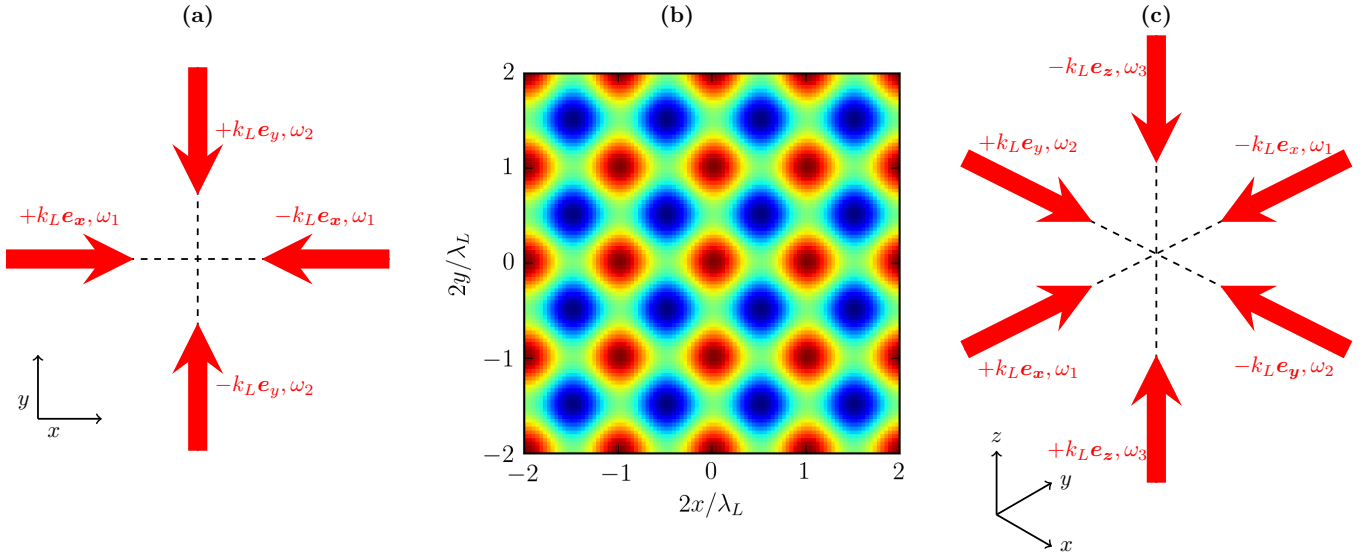 (a)
+k_L e_y, ω_2
+k_L e_x, ω_1
−k_L e_x, ω_1
−k_L e_y, ω_2
y
x
(b)
2
1
0
−1
−2
−2
−1
0
1
2
2y/λ_L
2x/λ_L
(c)
−k_L e_z, ω_3
+k_L e_y, ω_2
−k_L e_x, ω_1
+k_L e_x, ω_1
−k_L e_y, ω_2
+k_L e_z, ω_3
z
y
x